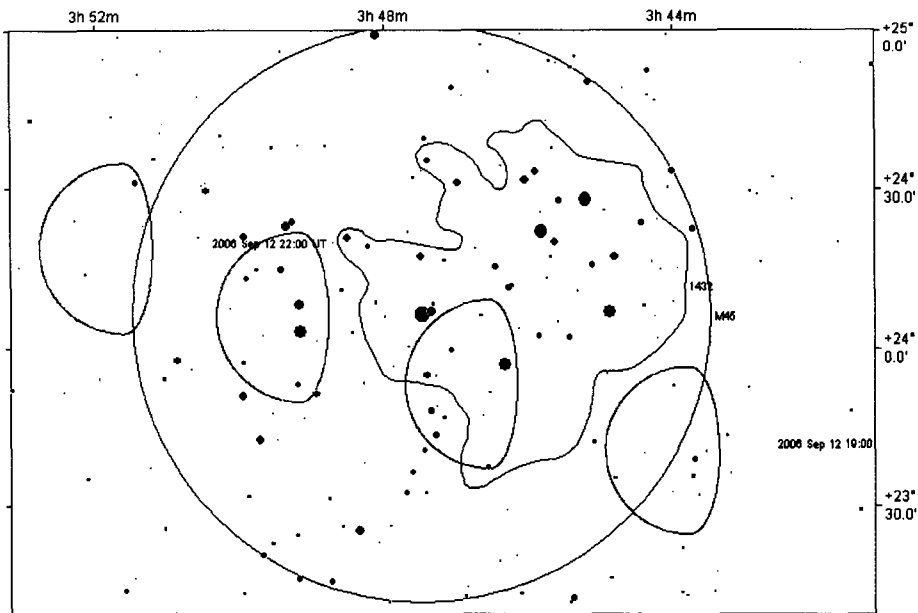 3h 52m
3h 48m
3h 44m
+25°
0.0'
+24°
30.0'
2006 Sep 12 22:00 UT
1432
M45
+24°
0.0'
2006 Sep 12 19:00
+23°
30.0'